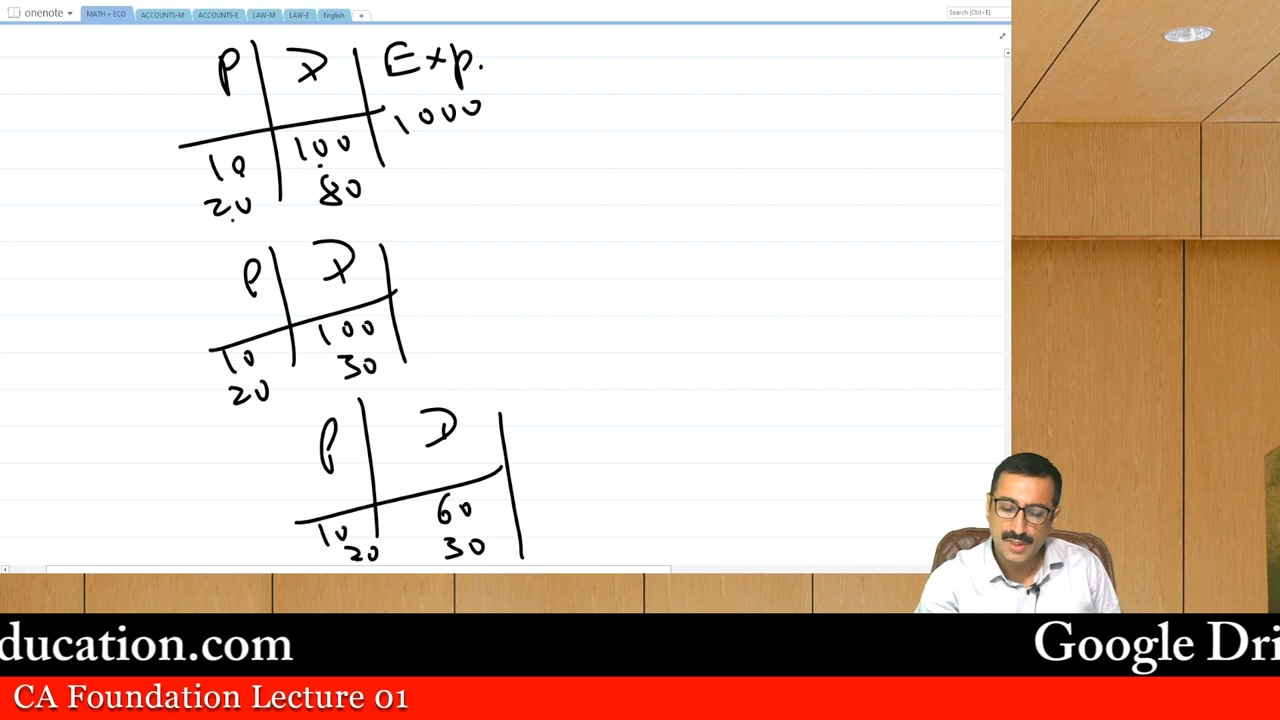 onenote MATH + ECO ACCOUNTS-M ACCOUNTS-E LAW-M LAW-E English + Search (Ctrl+E)
P D Exp.
1000
10 100
20 80
P D
10 100
20 30
P D
10 60
20 30
ducation.com Google Dri
CA Foundation Lecture 01